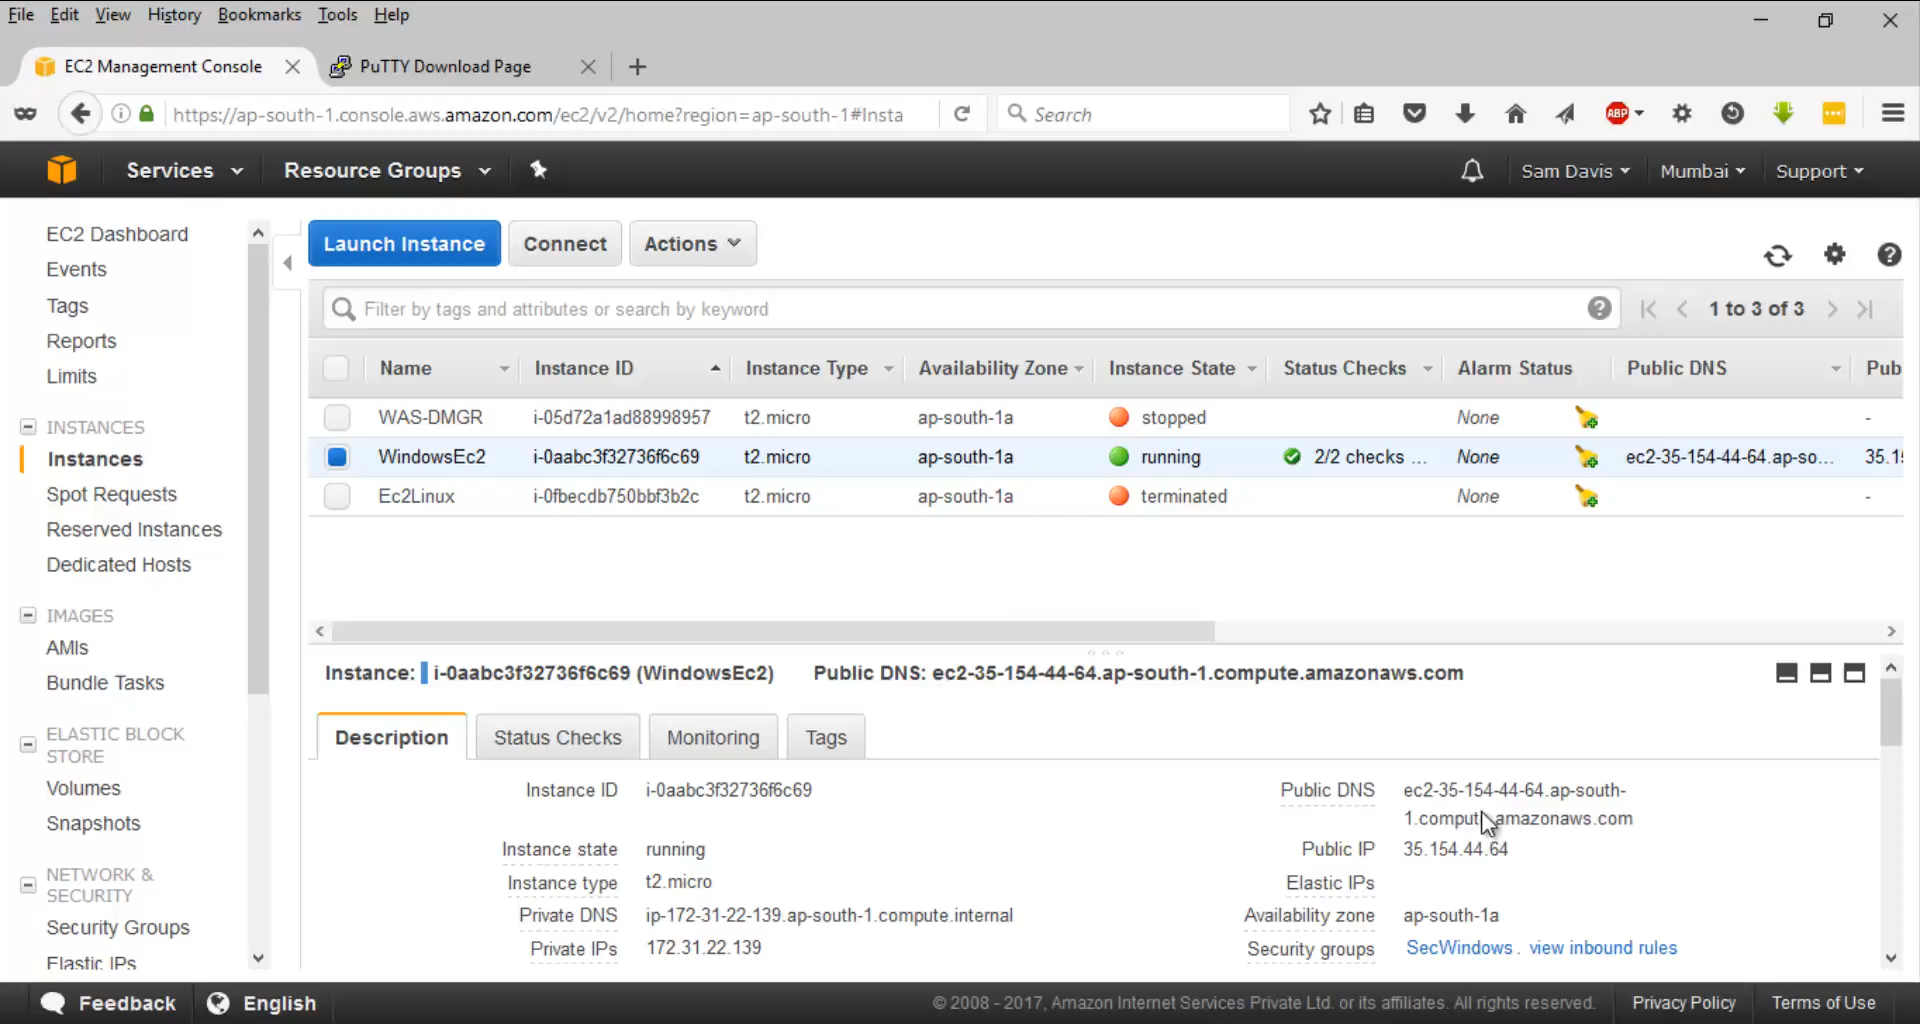 File Edit View History Bookmarks Tools Help
EC2 Management Console
PuTTY Download Page
https://ap-south-1.console.aws.amazon.com/ec2/v2/home?region=ap-south-1#Insta
Search
ABP
Services
Resource Groups
Sam Davis
Mumbai
Support
EC2 Dashboard
Events
Tags
Reports
Limits
INSTANCES
Instances
Spot Requests
Reserved Instances
Dedicated Hosts
IMAGES
AMIs
Bundle Tasks
ELASTIC BLOCK
STORE
Volumes
Snapshots
NETWORK &
SECURITY
Security Groups
Elastic IPs
Launch Instance
Connect
Actions
Filter by tags and attributes or search by keyword
1 to 3 of 3
Name Instance ID Instance Type Availability Zone Instance State Status Checks Alarm Status Public DNS Pub
WAS-DMGR i-05d72a1ad88998957 t2.micro ap-south-1a stopped None -
WindowsEc2 i-0aabc3f32736f6c69 t2.micro ap-south-1a running 2/2 checks ... None ec2-35-154-44-64.ap-so... 35.1
Ec2Linux i-0fbecdb750bbf3b2c t2.micro ap-south-1a terminated None -
Instance: i-0aabc3f32736f6c69 (WindowsEc2) Public DNS: ec2-35-154-44-64.ap-south-1.compute.amazonaws.com
Description
Status Checks
Monitoring
Tags
Instance ID i-0aabc3f32736f6c69
Instance state running
Instance type t2.micro
Private DNS ip-172-31-22-139.ap-south-1.compute.internal
Private IPs 172.31.22.139
Public DNS ec2-35-154-44-64.ap-south-
1.compute.amazonaws.com
Public IP 35.154.44.64
Elastic IPs
Availability zone ap-south-1a
Security groups SecWindows . view inbound rules
Feedback
English
© 2008 - 2017, Amazon Internet Services Private Ltd. or its affiliates. All rights reserved.
Privacy Policy
Terms of Use